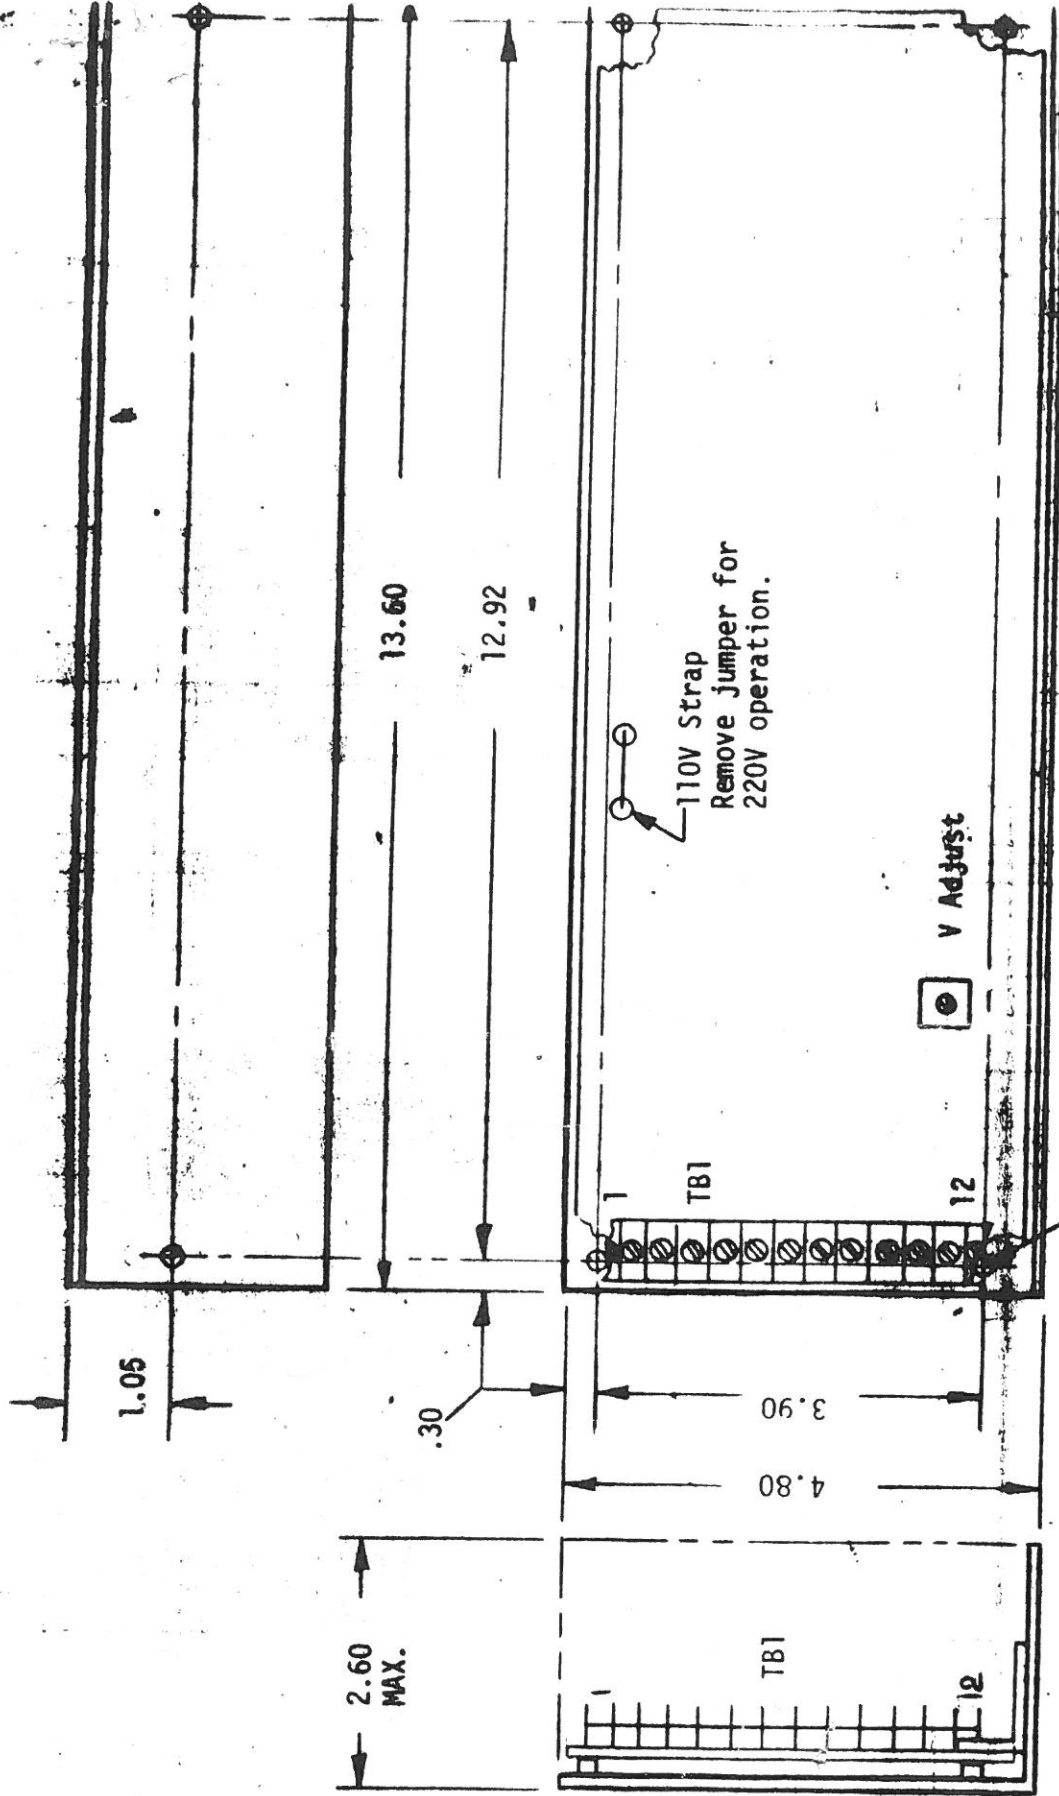 1.05
13.60
12.92
.30
2.60
MAX.
3.90
4.80
110V Strap
Remove jumper for
220V operation.
V Adjust
1
TB1
12
1
TB1
12